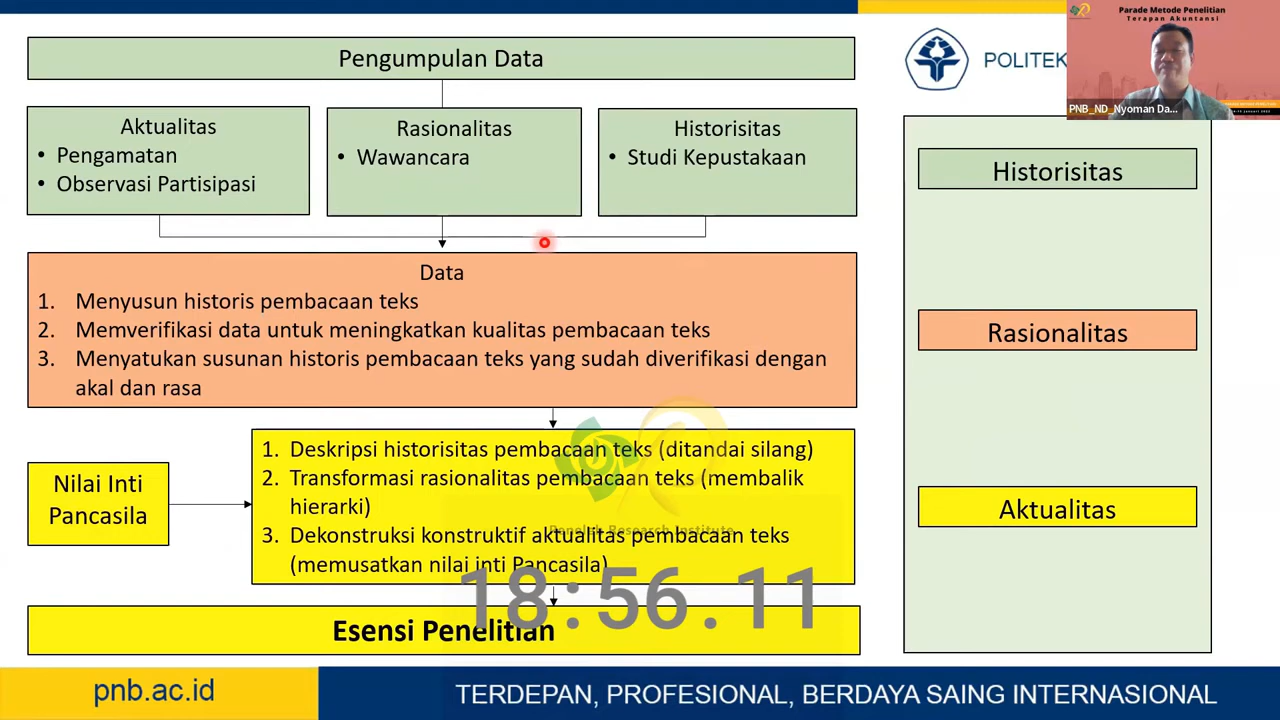 Pengumpulan Data
Aktualitas
• Pengamatan
• Observasi Partisipasi
Rasionalitas
• Wawancara
Historisitas
• Studi Kepustakaan
Data
1. Menyusun historis pembacaan teks
2. Memverifikasi data untuk meningkatkan kualitas pembacaan teks
3. Menyatukan susunan historis pembacaan teks yang sudah diverifikasi dengan
akal dan rasa
Nilai Inti
Pancasila
1. Deskripsi historisitas pembacaan teks (ditandai silang)
2. Transformasi rasionalitas pembacaan teks (membalik
hierarki)
3. Dekonstruksi konstruktif aktualitas pembacaan teks
(memusatkan nilai inti Pancasila)
Esensi Penelitian
18:56.11
POLITEK
Parade Metode Penelitian
Terapan Akuntansi
PNB_ND_Nyoman Da...
Historisitas
Rasionalitas
Aktualitas
pnb.ac.id
TERDEPAN, PROFESIONAL, BERDAYA SAING INTERNASIONAL